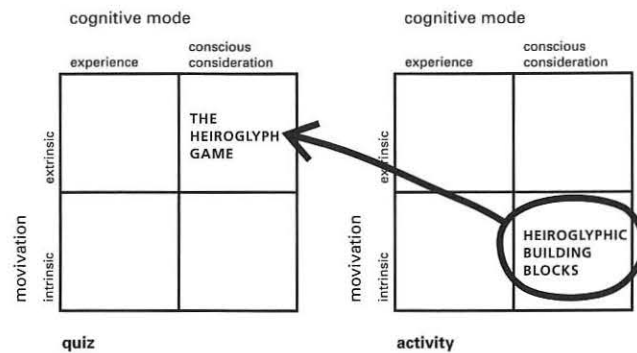 cognitive mode
experience
conscious
consideration
movivation
extrinsic
intrinsic
THE
HEIROGLYPH
GAME
quiz
cognitive mode
experience
conscious
consideration
movivation
extrinsic
intrinsic
HEIROGLYPHIC
BUILDING
BLOCKS
activity